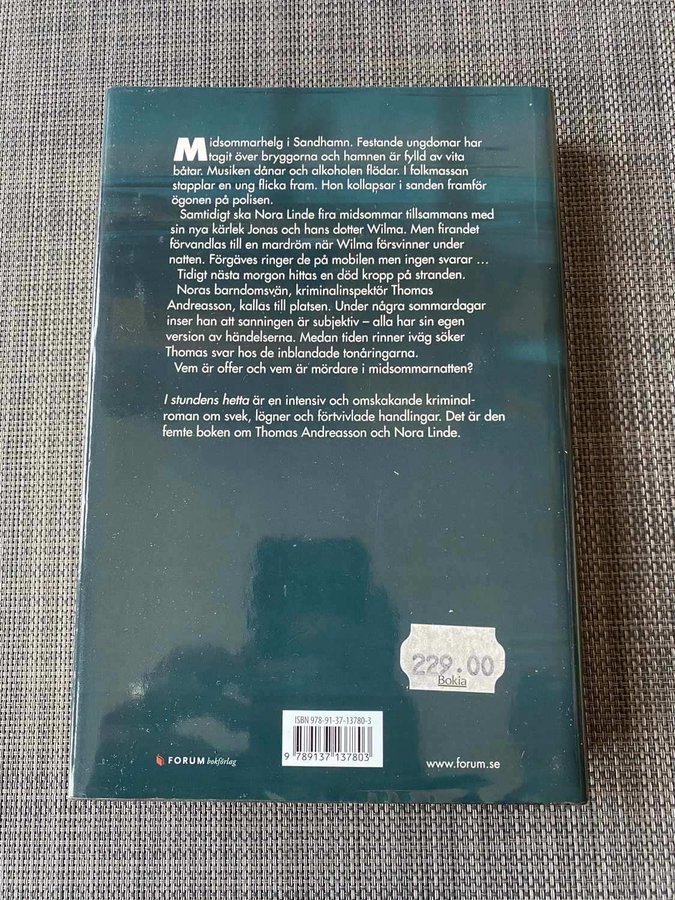 Midsommarhelg i Sandhamn. Festande ungdomar har
tagit över bryggorna och hamnen är fylld av vita
båtar. Musiken dånar och alkoholen flödar. I folkmassan
stapplar en ung flicka fram. Hon kollapsar i sanden framför
ögonen på polisen.
Samtidigt ska Nora Linde fira midsommar tillsammans med
sin nya kärlek Jonas och hans dotter Wilma. Men firandet
förvandlas till en mardröm när Wilma försvinner under
natten. Förgäves ringer de på mobilen men ingen svarar ...
Tidigt nästa morgon hittas en död kropp på stranden.
Noras barndomsvän, kriminalinspektör Thomas
Andreasson, kallas till platsen. Under några sommardagar
inser han att sanningen är subjektiv – alla har sin egen
version av händelserna. Medan tiden rinner iväg söker
Thomas svar hos de inblandade tonåringarna.
Vem är offer och vem är mördare i midsommarnatten?
I stundens hetta är en intensiv och omskakande kriminal-
roman om svek, lögner och förtvivlade handlingar. Det är den
femte boken om Thomas Andreasson och Nora Linde.
229.00
Bokia
ISBN 978-91-37-13780-3
9 789137 137803
FORUM bokförlag
www.forum.se